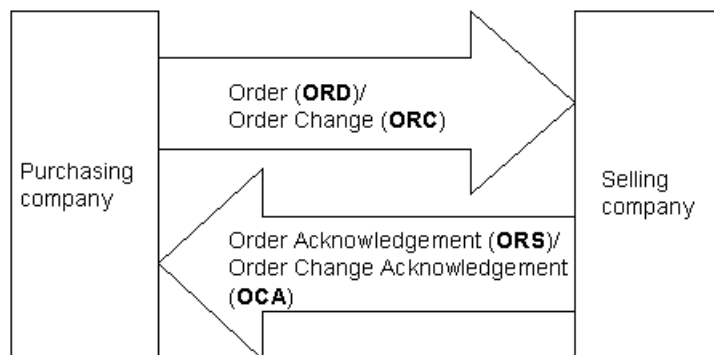 Order (ORD)/
Order Change (ORC)
Purchasing
company
Selling
company
Order Acknowledgement (ORS)/
Order Change Acknowledgement
(OCA)